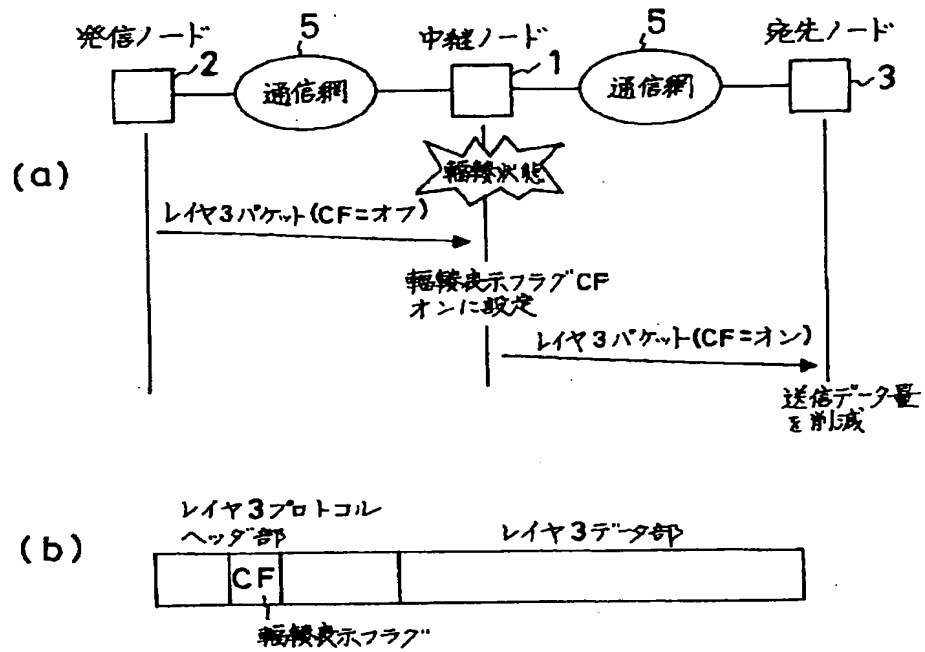 発信ノード
5
中継ノード
5
宛先ノード
2
通信網
1
通信網
3
(a)
輻輳状態
レイヤ3パケット(CF=オフ)
輻輳表示フラグCF
オンに設定
レイヤ3パケット(CF=オン)
送信データ量
を削減
(b)
レイヤ3プロトコル
ヘッダ部
レイヤ3データ部
CF
輻輳表示フラグ